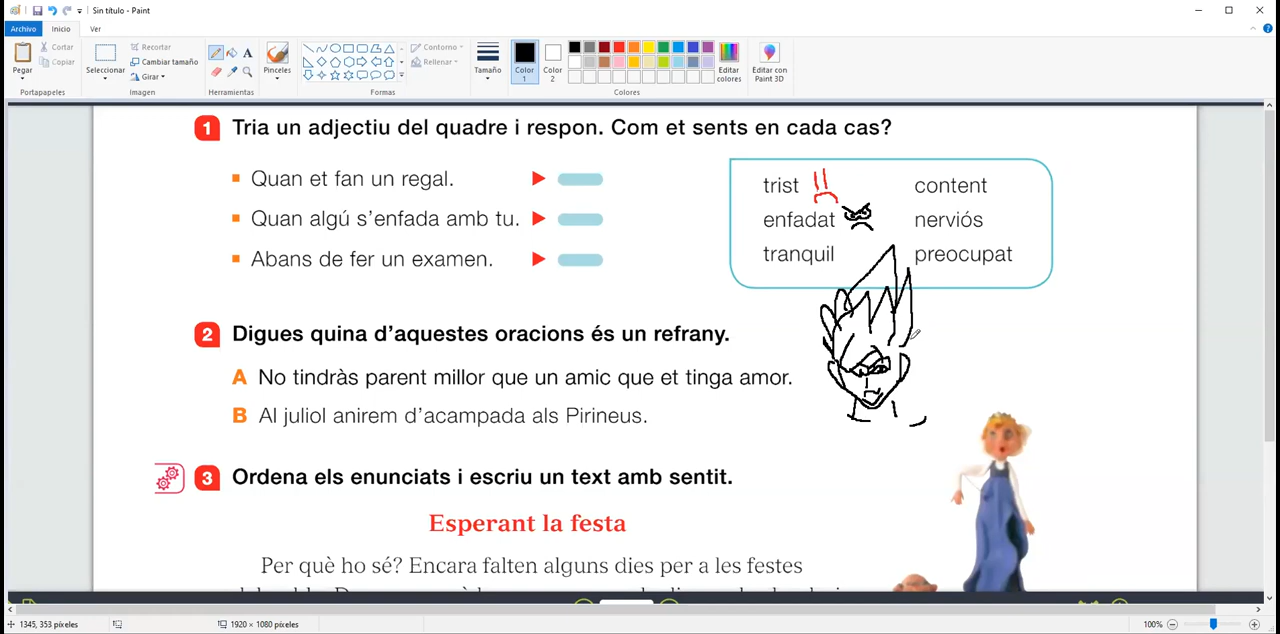 Sin título - Paint
Archivo Inicio Ver
Pegar Cortar Copiar Seleccionar Recortar Cambiar tamaño Girar A Pinceles Contorno Rellenar Tamaño Color 1 Color 2 Editar colores Editar con Paint 3D
Portapapeles Imagen Herramientas Formas Colores
1 Tria un adjectiu del quadre i respon. Com et sents en cada cas?
Quan et fan un regal.
Quan algú s'enfada amb tu.
Abans de fer un examen.
trist content
enfadat nerviós
tranquil preocupat
2 Digues quina d'aquestes oracions és un refrany.
A No tindràs parent millor que un amic que et tinga amor.
B Al juliol anirem d'acampada als Pirineus.
3 Ordena els enunciats i escriu un text amb sentit.
Esperant la festa
Per què ho sé? Encara falten alguns dies per a les festes
1345, 353 píxeles 1920 × 1080 píxeles 100%